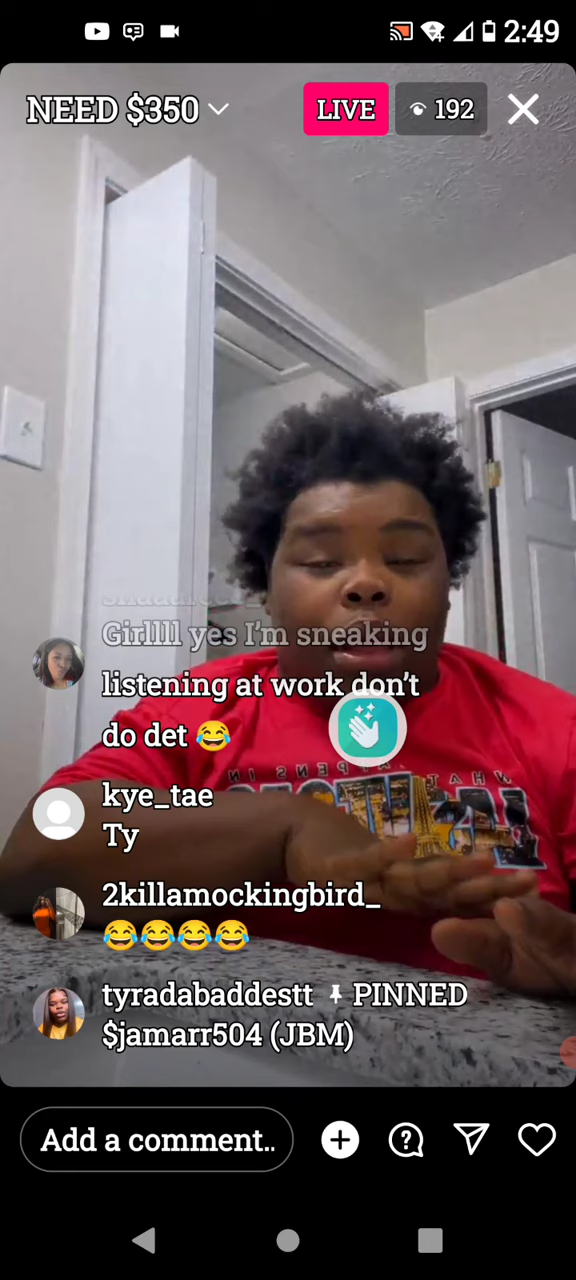 2:49
NEED $350
LIVE
192
Girllll yes I'm sneaking
listening at work don't
do det 😂
kye_tae
Ty
2killamockingbird_
😂😂😂😂
tyradabaddestt PINNED
$jamarr504 (JBM)
Add a comment..